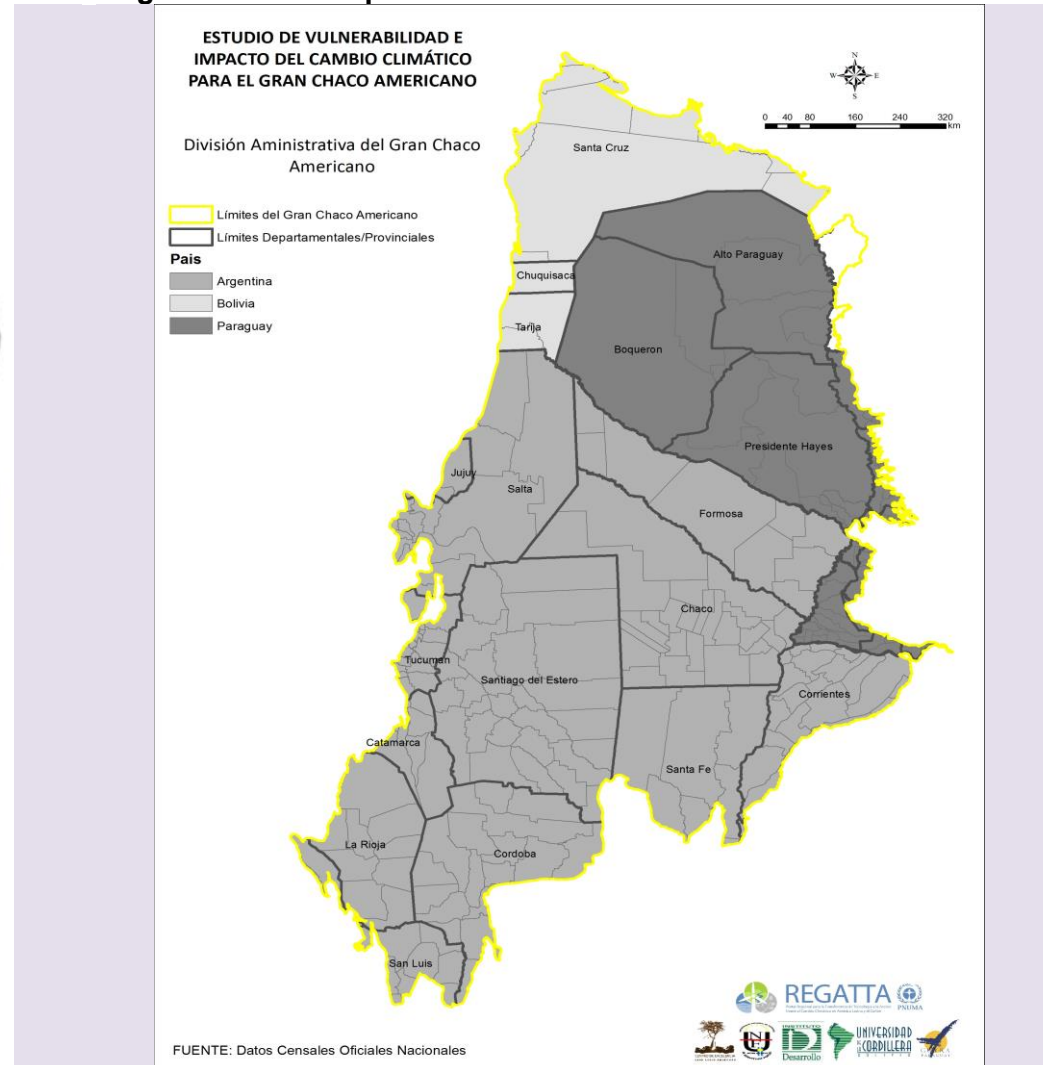 ESTUDIO DE VULNERABILIDAD E
IMPACTO DEL CAMBIO CLIMÁTICO
PARA EL GRAN CHACO AMERICANO
División Aministrativa del Gran Chaco
Americano
Límites del Gran Chaco Americano
Límites Departamentales/Provinciales
Pais
Argentina
Bolivia
Paraguay
N
W E
S
0 40 80 160 240 320
km
Santa Cruz
Alto Paraguay
Chuquisaca
Tarija
Boqueron
Presidente Hayes
Jujuy
Salta
Formosa
Chaco
Tucuman
Santiago del Estero
Corrientes
Catamarca
Santa Fe
La Rioja
Cordoba
San Luis
REGATTA
PNUMA
Desarrollo
UNIVERSIDAD
CORDILLERA
FUENTE: Datos Censales Oficiales Nacionales